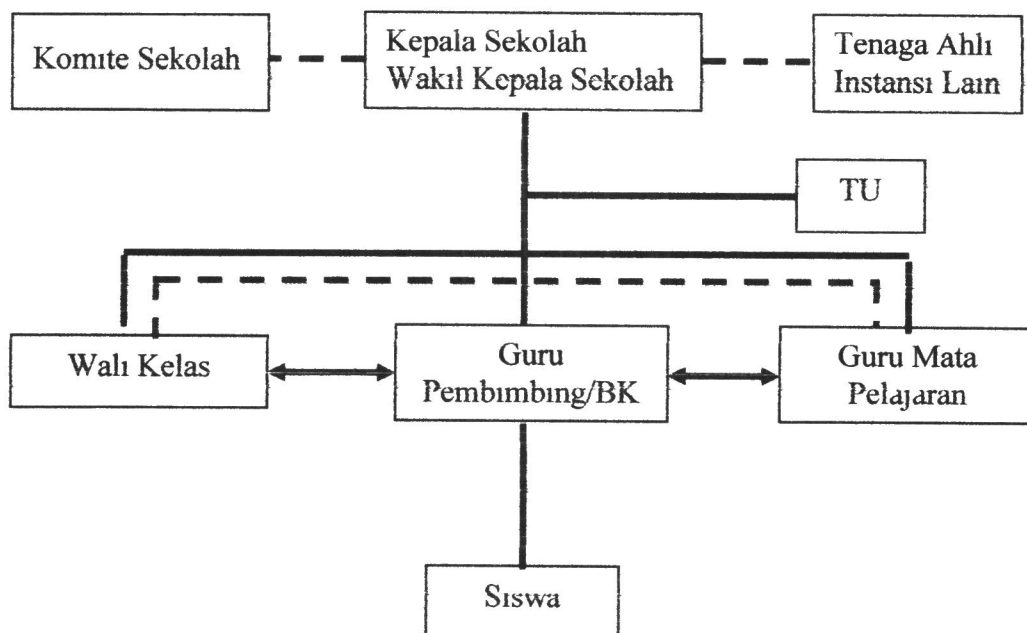 Komite Sekolah
Kepala Sekolah
Wakil Kepala Sekolah
Tenaga Ahli
Instansi Lain
TU
Wali Kelas
Guru
Pembimbing/BK
Guru Mata
Pelajaran
Siswa